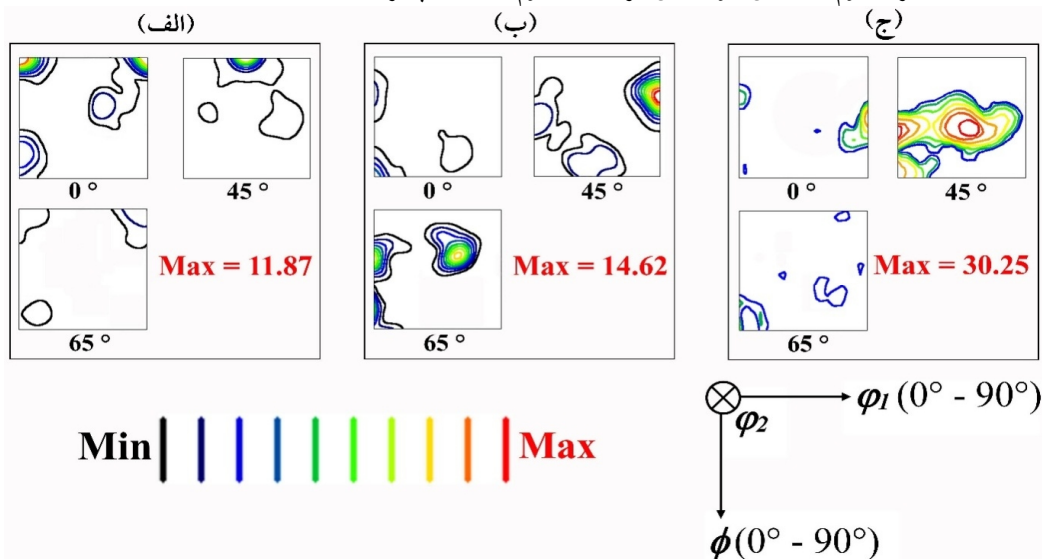 (الف)
(ب)
(ج)
0 °
45 °
65 °
Max = 11.87
0 °
45 °
65 °
Max = 14.62
0 °
45 °
65 °
Max = 30.25
Min
Max
φ1 (0° - 90°)
φ2
ϕ (0° - 90°)